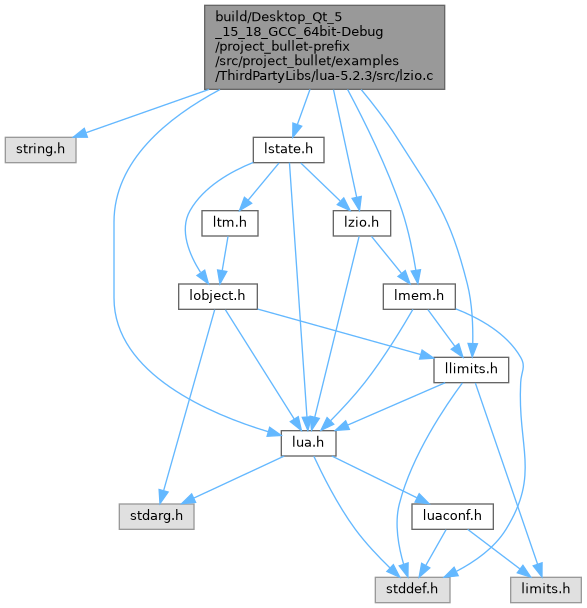 build/Desktop_Qt_5
_15_18_GCC_64bit-Debug
/project_bullet-prefix
/src/project_bullet/examples
/ThirdPartyLibs/lua-5.2.3/src/lzio.c
string.h
lstate.h
ltm.h
lzio.h
lobject.h
lmem.h
llimits.h
lua.h
stdarg.h
luaconf.h
stddef.h
limits.h